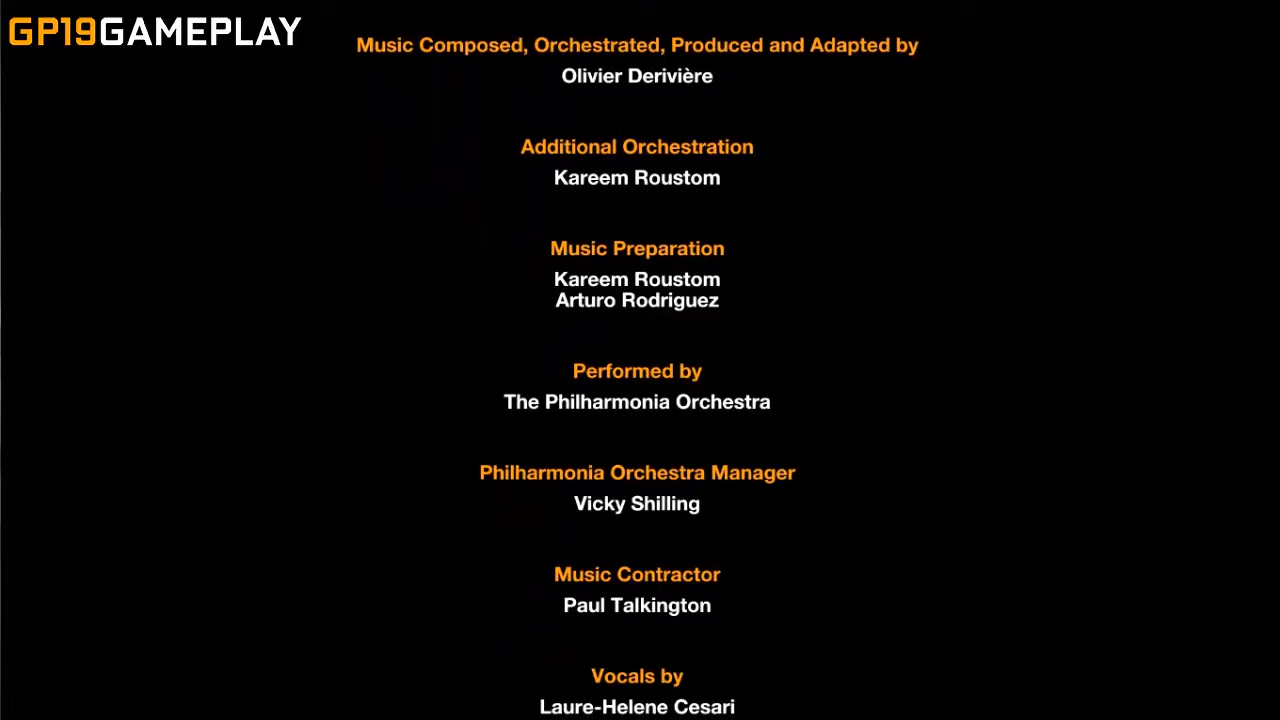 GP19GAMEPLAY
Music Composed, Orchestrated, Produced and Adapted by
Olivier Derivière
Additional Orchestration
Kareem Roustom
Music Preparation
Kareem Roustom
Arturo Rodriguez
Performed by
The Philharmonia Orchestra
Philharmonia Orchestra Manager
Vicky Shilling
Music Contractor
Paul Talkington
Vocals by
Laure-Helene Cesari